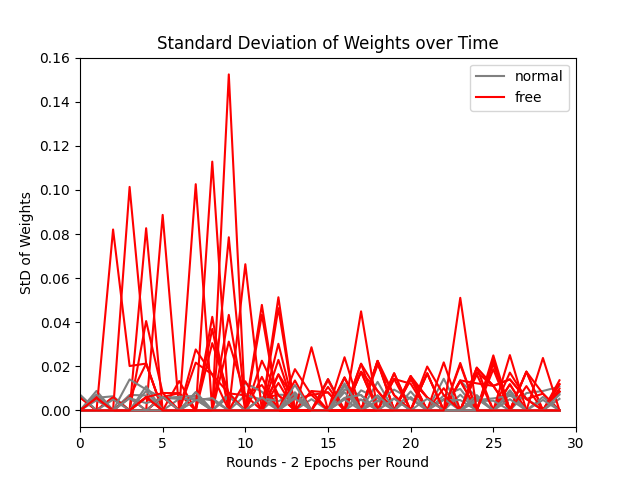 Standard Deviation of Weights over Time
normal
free
0.16
0.14
0.12
0.10
0.08
0.06
0.04
0.02
0.00
StD of Weights
0 5 10 15 20 25 30
Rounds - 2 Epochs per Round